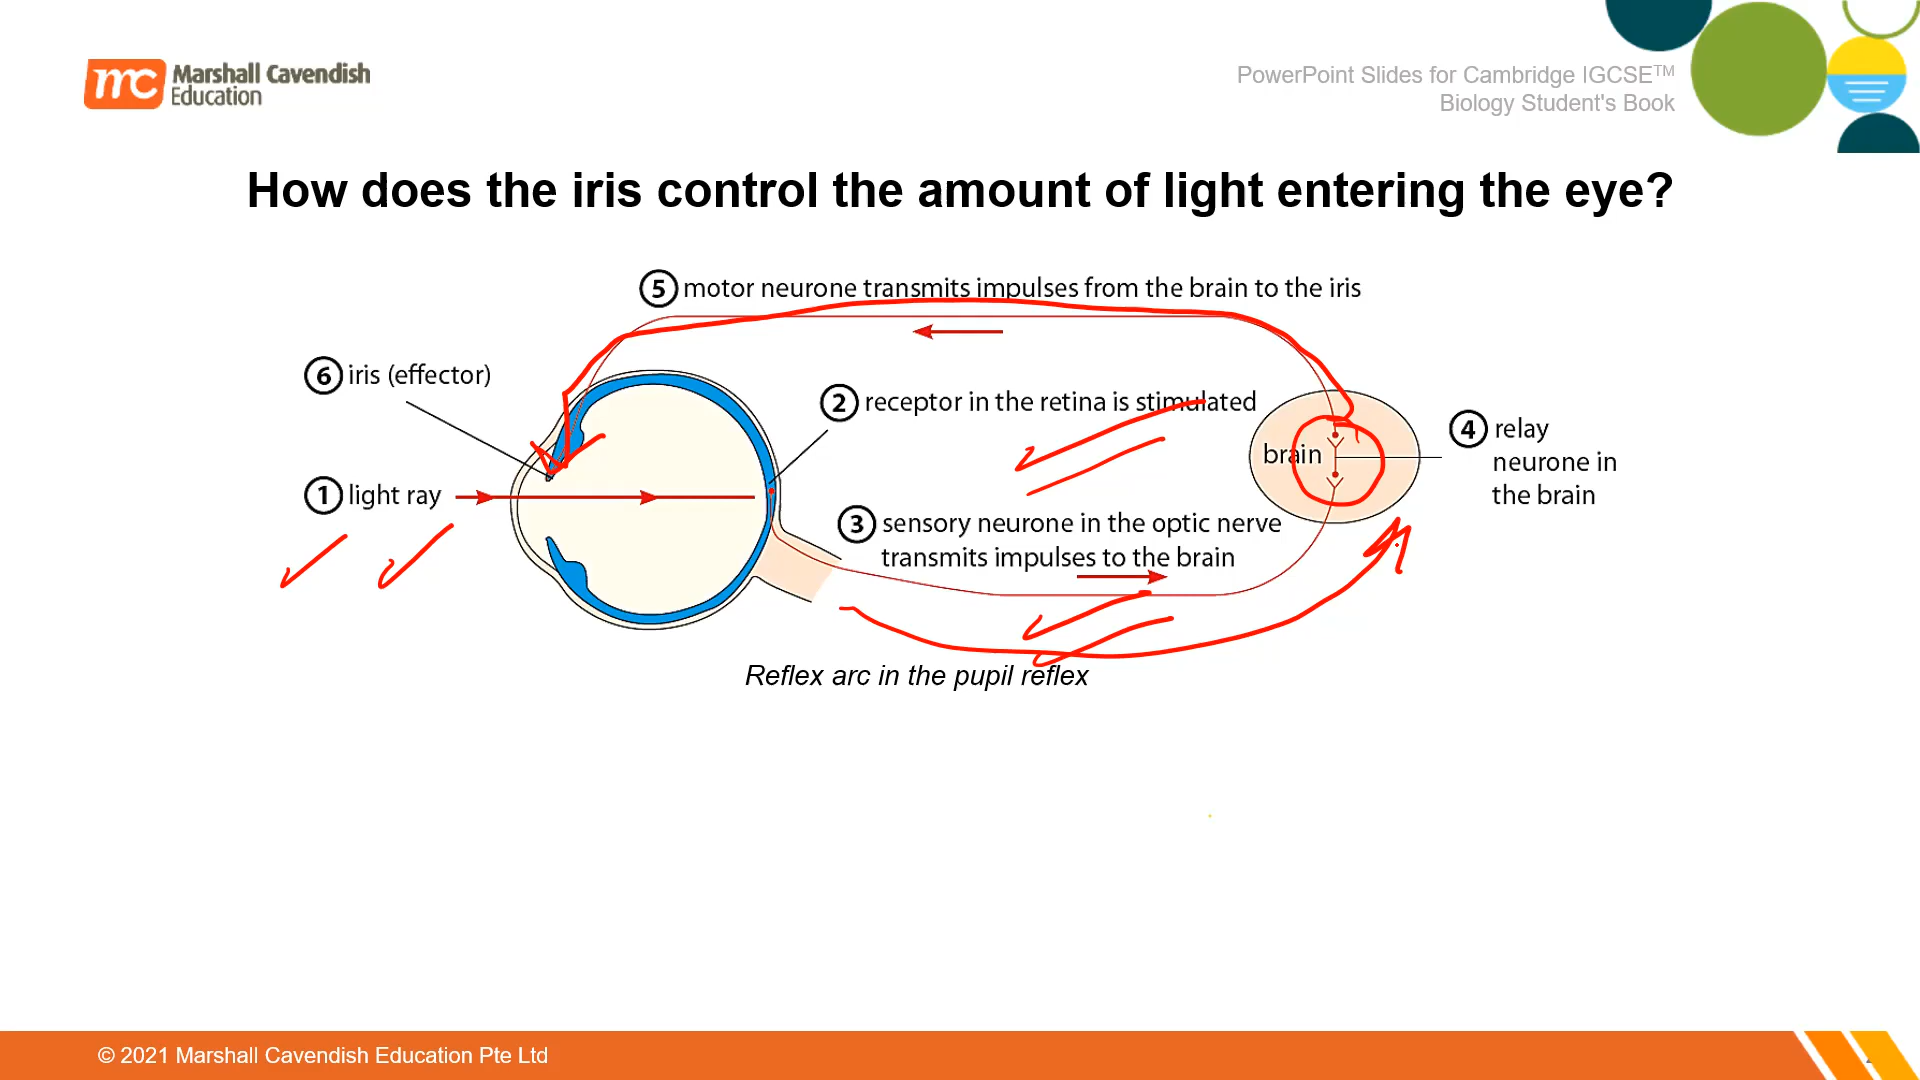 mc Marshall Cavendish
Education
PowerPoint Slides for Cambridge IGCSE™
Biology Student's Book
How does the iris control the amount of light entering the eye?
5 motor neurone transmits impulses from the brain to the iris
6 iris (effector)
2 receptor in the retina is stimulated
brain
4 relay
neurone in
the brain
1 light ray
3 sensory neurone in the optic nerve
transmits impulses to the brain
Reflex arc in the pupil reflex
© 2021 Marshall Cavendish Education Pte Ltd